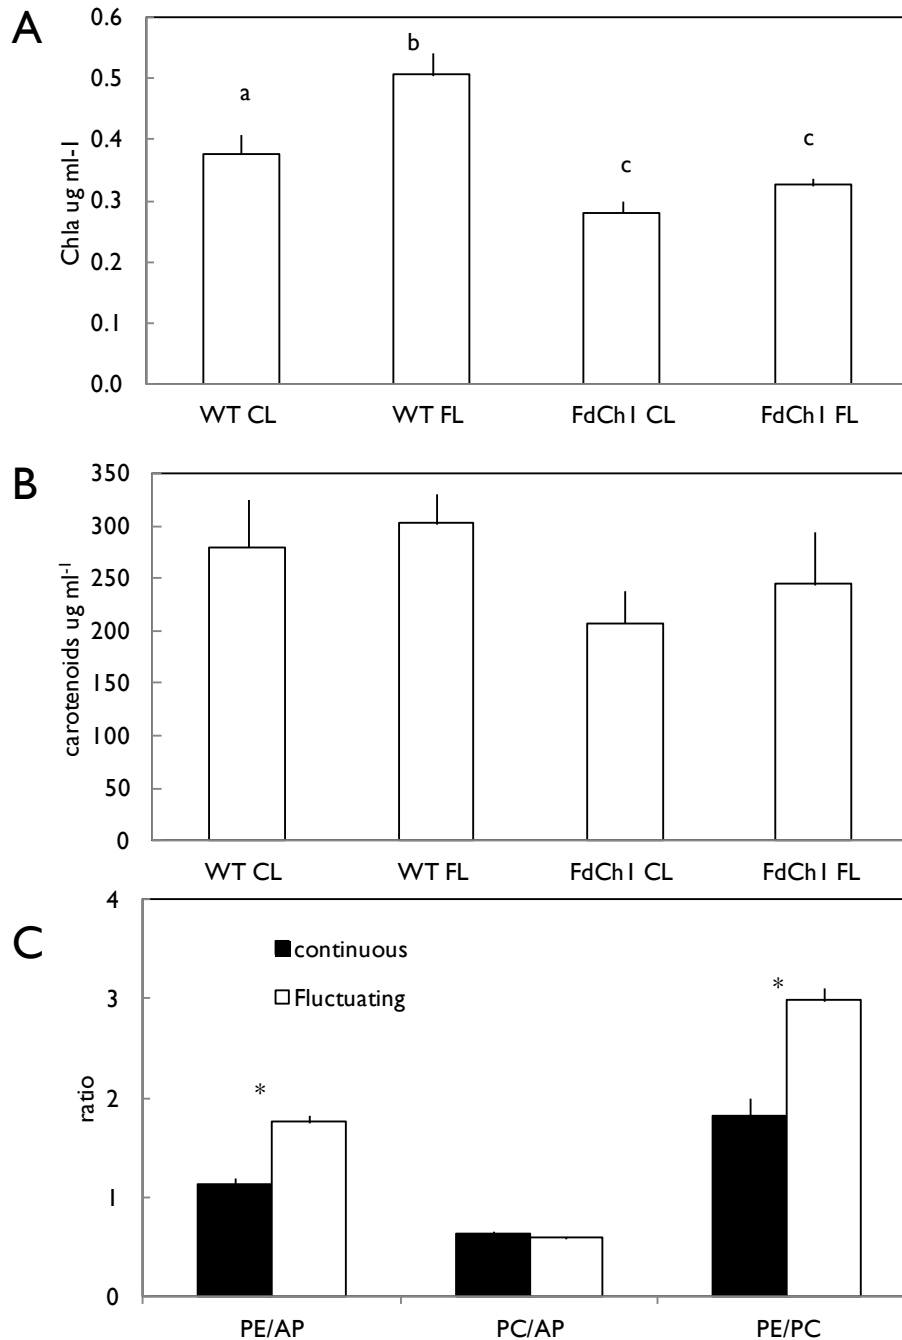 A
Chla ug ml-1
0.6
0.5
0.4
0.3
0.2
0.1
0.0
a
b
c
c
WT CL
WT FL
FdCh1 CL
FdCh1 FL
B
carotenoids ug ml-1
350
300
250
200
150
100
50
0
WT CL
WT FL
FdCh1 CL
FdCh1 FL
C
ratio
4
3
2
1
0
continuous
Fluctuating
*
*
PE/AP
PC/AP
PE/PC